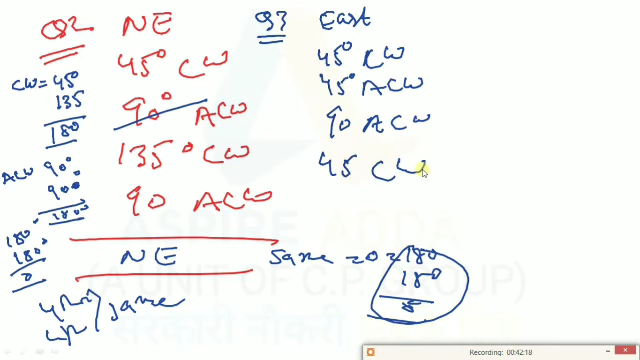 Q2 NE
45° CW
90° ACW
135° CW
90 ACW
NE
CW = 45°
135
180
ACW 90°
90°
180°
180°
180°
0
same
Q3 East
45° CW
45° ACW
90 ACW
45 CW
Same = 0 = 180
180
0
A UNIT OF C.P. GROUP)
सरकारी नौकरी
Recording: 00:42:18